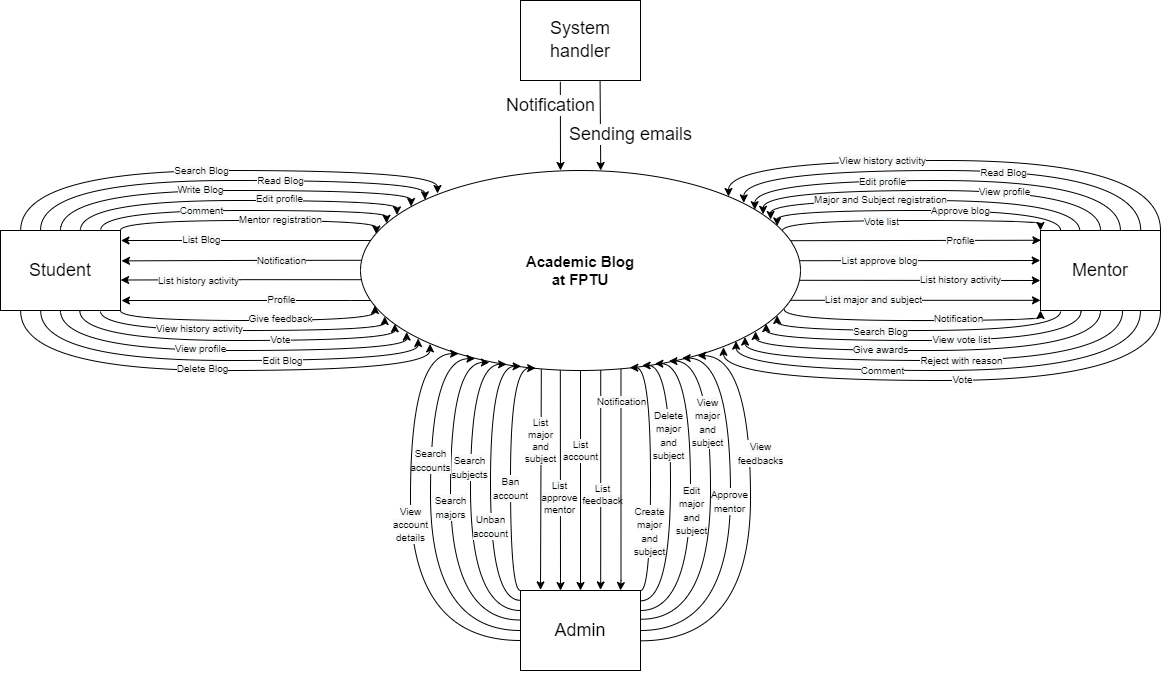 System
handler
Notification
Sending emails
Search Blog
Read Blog
Write Blog
Edit profile
Comment
Mentor registration
List Blog
Notification
List history activity
Profile
Give feedback
View history activity
Vote
View profile
Edit Blog
Delete Blog
Student
Academic Blog
at FPTU
View history activity
Read Blog
Edit profile
View profile
Major and Subject registration
Approve blog
Vote list
Profile
List approve blog
List history activity
List major and subject
Notification
Search Blog
View vote list
Give awards
Reject with reason
Comment
Vote
Mentor
View
account
details
Search
accounts
Search
majors
Search
subjects
Unban
account
Ban
account
List
major
and
subject
List
approve
mentor
List
account
List
feedback
Notification
Create
major
and
subject
Delete
major
and
subject
Edit
major
and
subject
View
major
and
subject
Approve
mentor
View
feedbacks
Admin